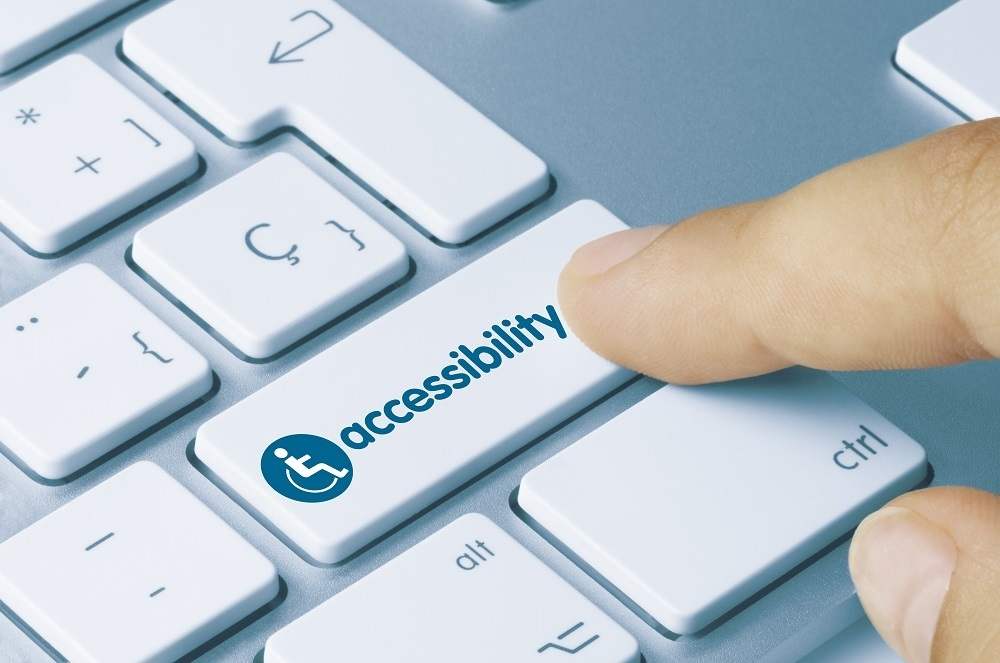 * ]
+
Ç }
¨ {
´
accessibility
ctrl
— -
alt